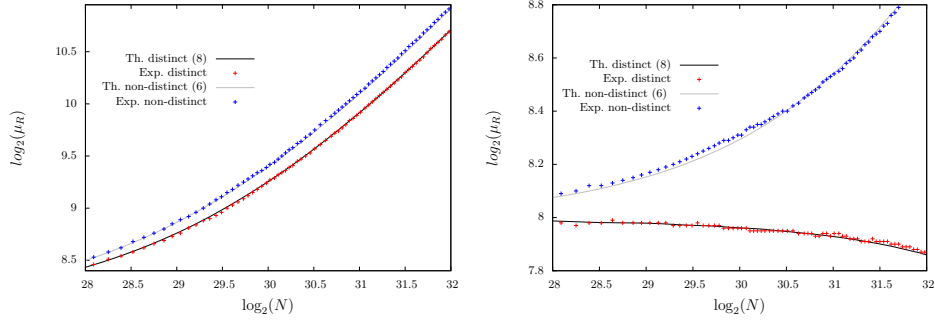 10.5
10
9.5
9
8.5
28
28.5
29
29.5
30
30.5
31
31.5
32
log₂(μ_R)
log₂(N)
Th. distinct (8)
Exp. distinct
Th. non-distinct (6)
Exp. non-distinct
8.8
8.6
8.4
8.2
8
7.8
28
28.5
29
29.5
30
30.5
31
31.5
32
log₂(μ_R)
log₂(N)
Th. distinct (8)
Exp. distinct
Th. non-distinct (6)
Exp. non-distinct